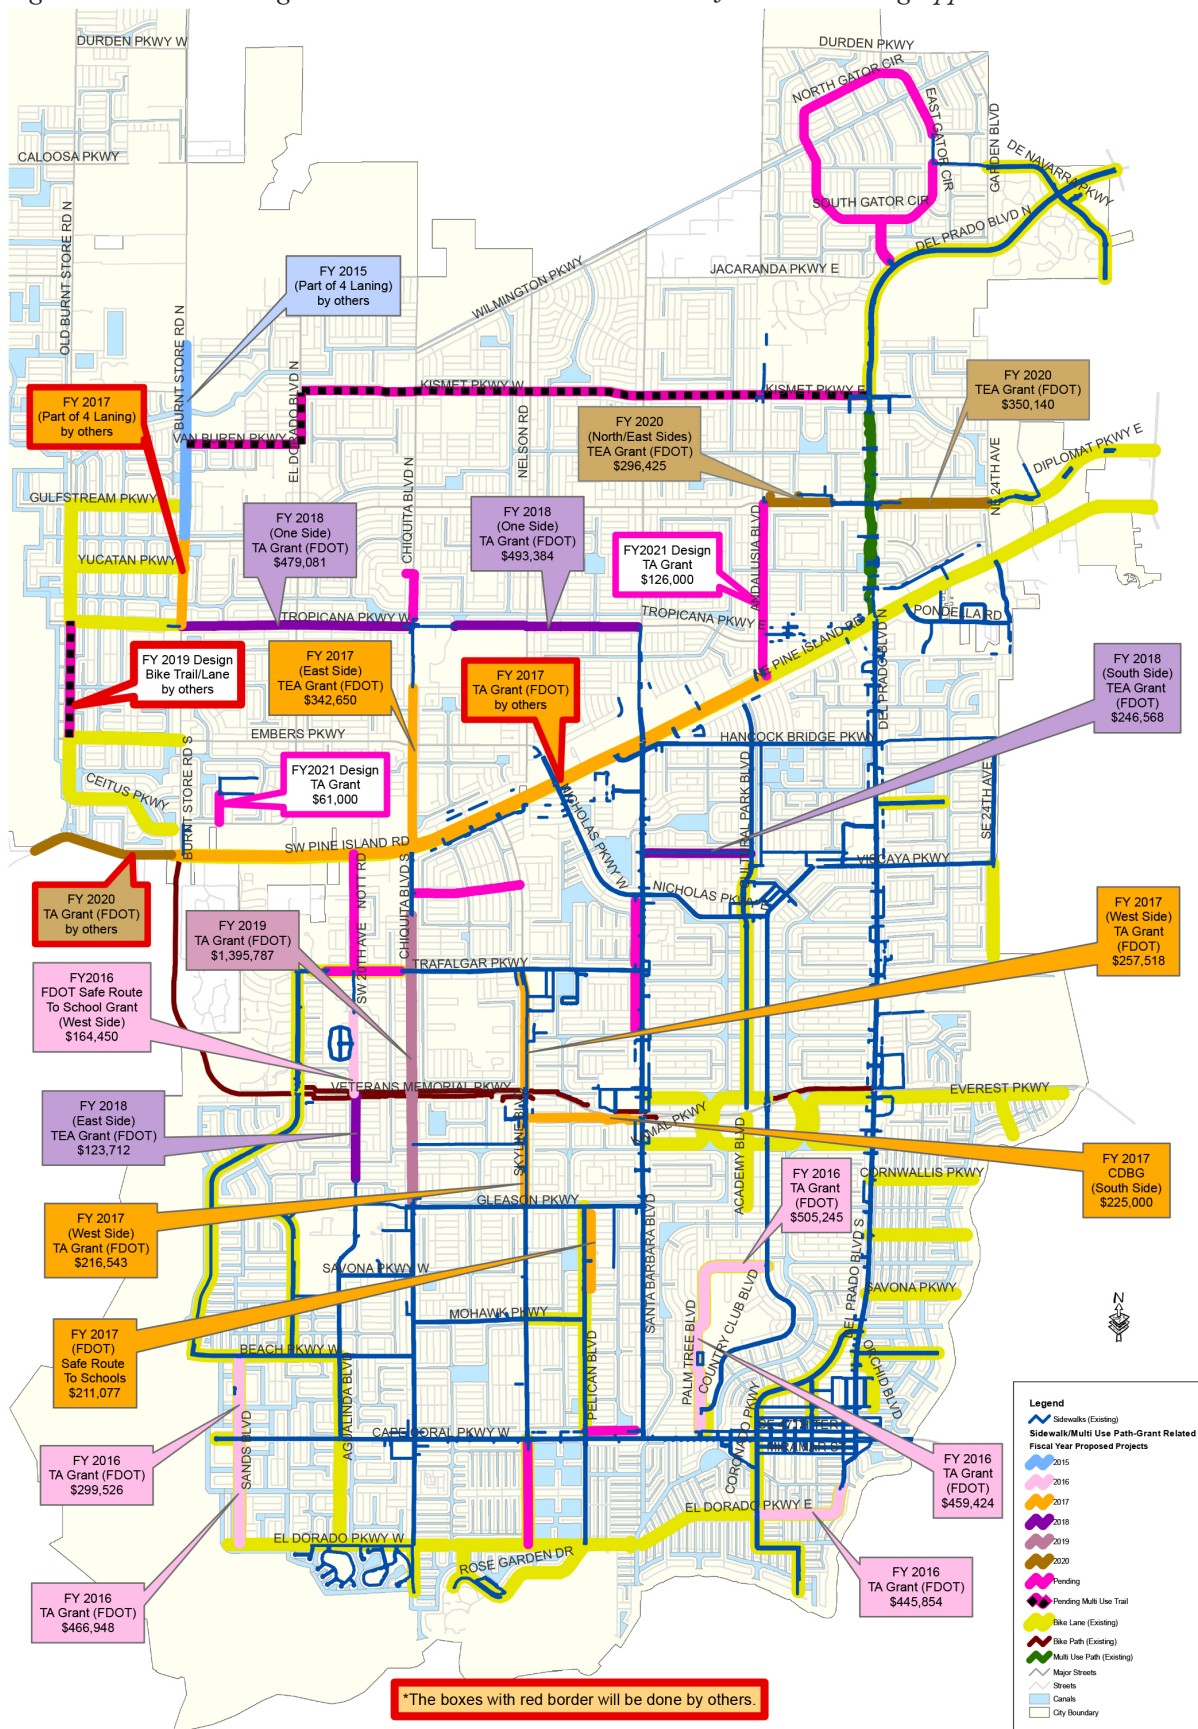 DURDEN PKWY W
DURDEN PKWY
NORTH GATOR CIR
EAST GATOR CIR
GARDEN BLVD
DE NAVARRA PKWY
CALOOSA PKWY
SOUTH GATOR CIR
DEL PRADO BLVD N
OLD BURNT STORE RD N
JACARANDA PKWY E
WILMINGTON PKWY
FY 2015
(Part of 4 Laning)
by others
BURNT STORE RD N
EL DORADO BLVD N
KISMET PKWY W
KISMET PKWY E
FY 2020
TEA Grant (FDOT)
$350,140
FY 2017
(Part of 4 Laning)
by others
FY 2020
(North/East Sides)
TEA Grant (FDOT)
$296,425
VAN BUREN PKWY
NELSON RD
CHIQUITA BLVD N
NE 24TH AVE
DIPLOMAT PKWY E
GULFSTREAM PKWY
FY 2018
(One Side)
TA Grant (FDOT)
$479,081
FY 2018
(One Side)
TA Grant (FDOT)
$493,384
FY2021 Design
TA Grant
$126,000
ANDALUSIA BLVD
YUCATAN PKWY
TROPICANA PKWY W
TROPICANA PKWY E
PONDELLA RD
NE PINE ISLAND RD
DEL PRADO BLVD N
FY 2019 Design
Bike Trail/Lane
by others
FY 2017
(East Side)
TEA Grant (FDOT)
$342,650
FY 2017
TA Grant (FDOT)
by others
FY 2018
(South Side)
TEA Grant
(FDOT)
$246,568
EMBERS PKWY
HANCOCK BRIDGE PKWY
CEITUS PKWY
BURNT STORE RD S
FY2021 Design
TA Grant
$61,000
NICHOLAS PKWY W
CULTURAL PARK BLVD
SE 24TH AVE
SW PINE ISLAND RD
VISCAYA PKWY
NICHOLAS PKWY E
FY 2020
TA Grant (FDOT)
by others
NOTT RD
CHIQUITA BLVD S
FY 2019
TA Grant (FDOT)
$1,395,787
FY 2017
(West Side)
TA Grant
(FDOT)
$257,518
SW 20TH AVE
TRAFALGAR PKWY
FY2016
FDOT Safe Route
To School Grant
(West Side)
$164,450
VETERANS MEMORIAL PKWY
EVEREST PKWY
FY 2018
(East Side)
TEA Grant (FDOT)
$123,712
SKYLINE BLVD
KAMAL PKWY
ACADEMY BLVD
FY 2017
CDBG
(South Side)
$225,000
FY 2016
TA Grant
(FDOT)
$505,245
CORNWALLIS PKWY
GLEASON PKWY
SANTA BARBARA BLVD
FY 2017
(West Side)
TA Grant (FDOT)
$216,543
SAVONA PKWY W
SAVONA PKWY
DEL PRADO BLVD S
MOHAWK PKWY
PALM TREE BLVD
COUNTRY CLUB BLVD
FY 2017
(FDOT)
Safe Route
To Schools
$211,077
BEACH PKWY W
AGUALINDA BLVD
PELICAN BLVD
ORCHID BLVD
CORONADO PKWY
SE 47TH TER
MIRAMAR ST
CAPE CORAL PKWY W
SANDS BLVD
FY 2016
TA Grant (FDOT)
$299,526
FY 2016
TA Grant
(FDOT)
$459,424
EL DORADO PKWY E
EL DORADO PKWY W
ROSE GARDEN DR
FY 2016
TA Grant (FDOT)
$466,948
FY 2016
TA Grant (FDOT)
$445,854
*The boxes with red border will be done by others.
N
Legend
Sidewalks (Existing)
Sidewalk/Multi Use Path-Grant Related
Fiscal Year Proposed Projects
2015
2016
2017
2018
2019
2020
Pending
Pending Multi Use Trail
Bike Lane (Existing)
Bike Path (Existing)
Multi Use Path (Existing)
Major Streets
Streets
Canals
City Boundary